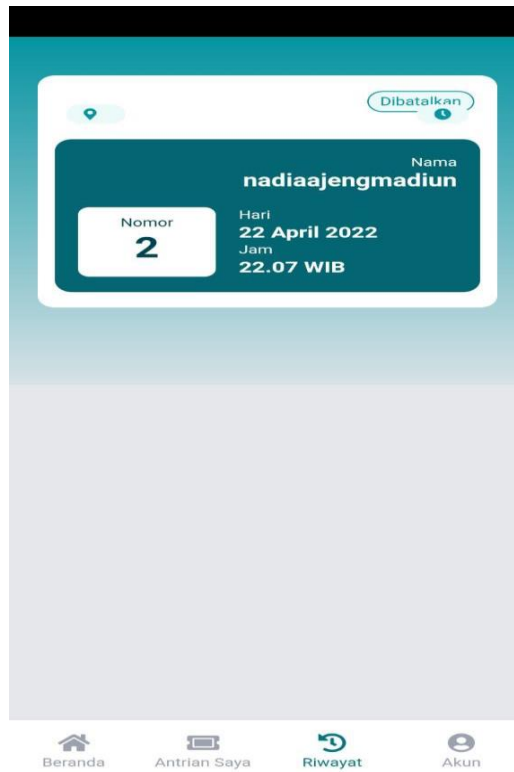 Dibatalkan
Nama
nadiaajengmadiun
Nomor
2
Hari
22 April 2022
Jam
22.07 WIB
Beranda
Antrian Saya
Riwayat
Akun